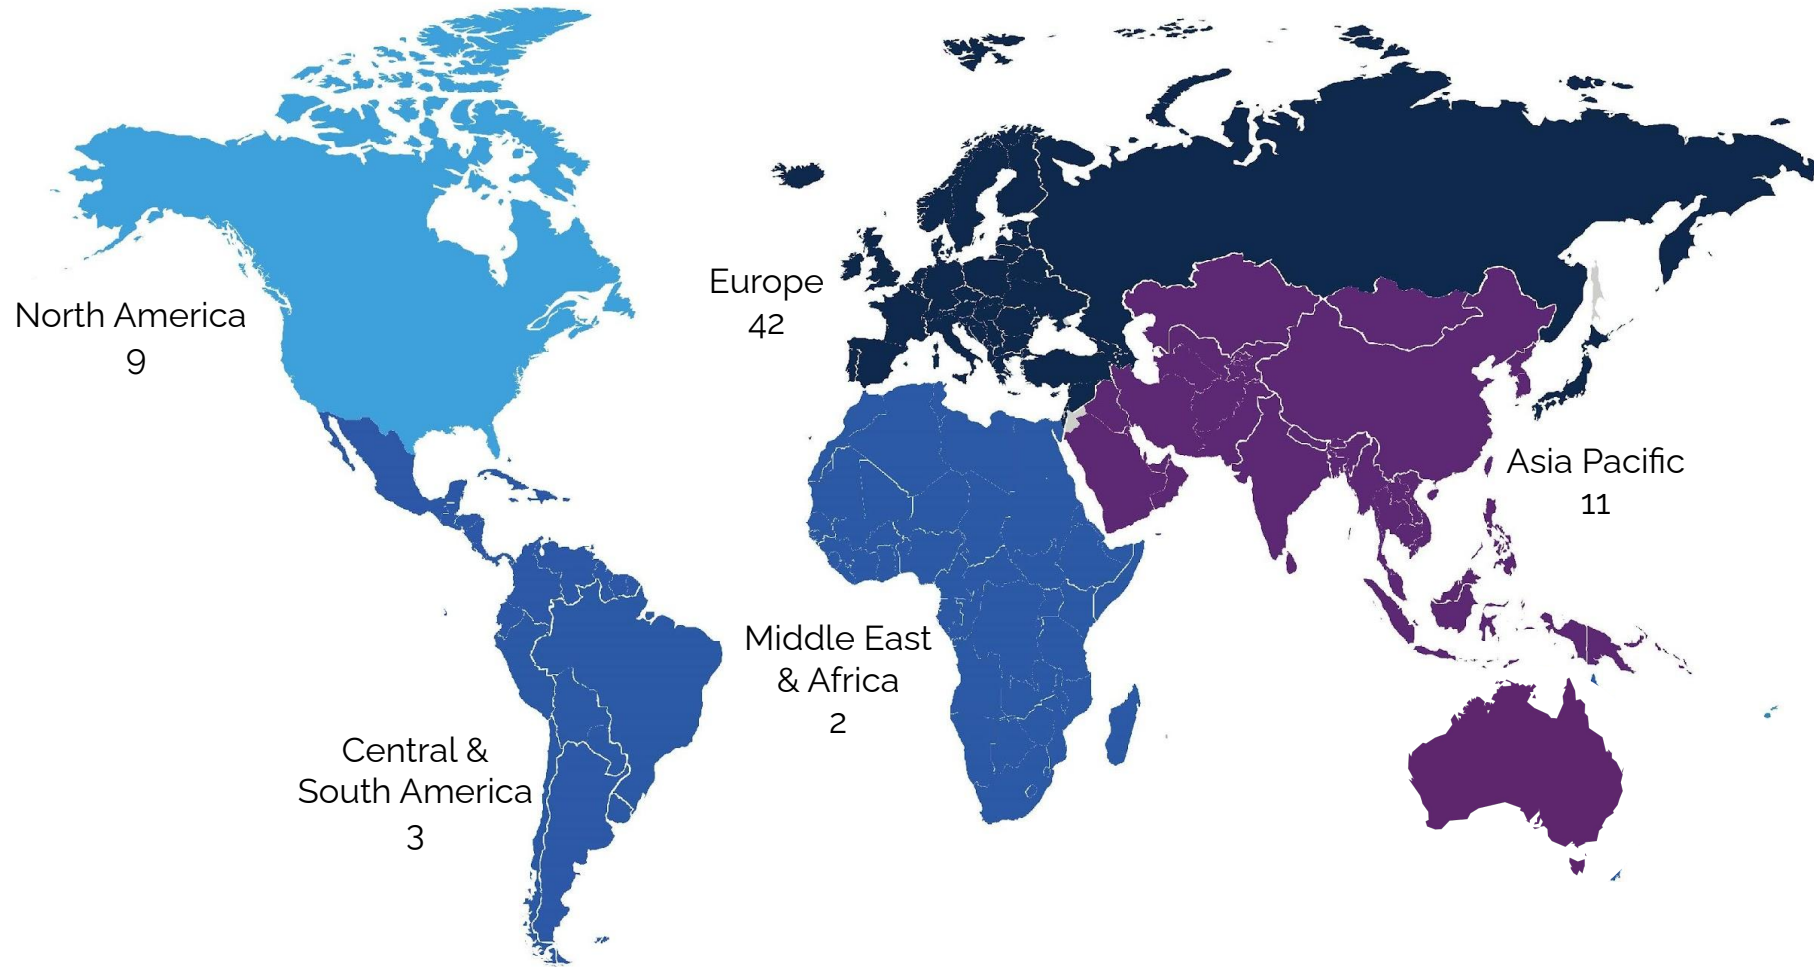 North America
9
Europe
42
Asia Pacific
11
Middle East
& Africa
2
Central &
South America
3